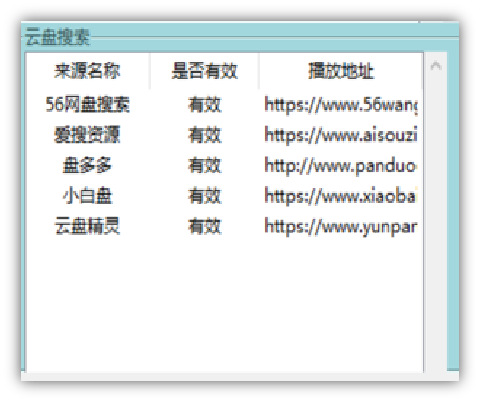 云盘搜索
来源名称 是否有效 播放地址
56网盘搜索 有效 https://www.56wang
爱搜资源 有效 https://www.aisouzi
盘多多 有效 http://www.panduo
小白盘 有效 https://www.xiaobai
云盘精灵 有效 https://www.yunpan